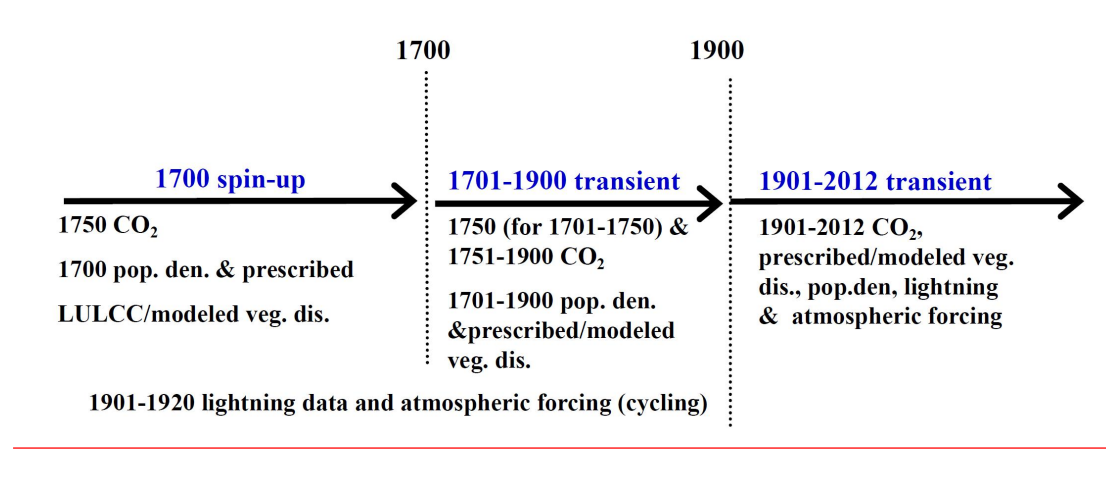 1700
1900
1700 spin-up
1750 CO₂
1700 pop. den. & prescribed
LULCC/modeled veg. dis.
1701-1900 transient
1750 (for 1701-1750) &
1751-1900 CO₂
1701-1900 pop. den.
&prescribed/modeled
veg. dis.
1901-2012 transient
1901-2012 CO₂,
prescribed/modeled veg.
dis., pop.den, lightning
& atmospheric forcing
1901-1920 lightning data and atmospheric forcing (cycling)